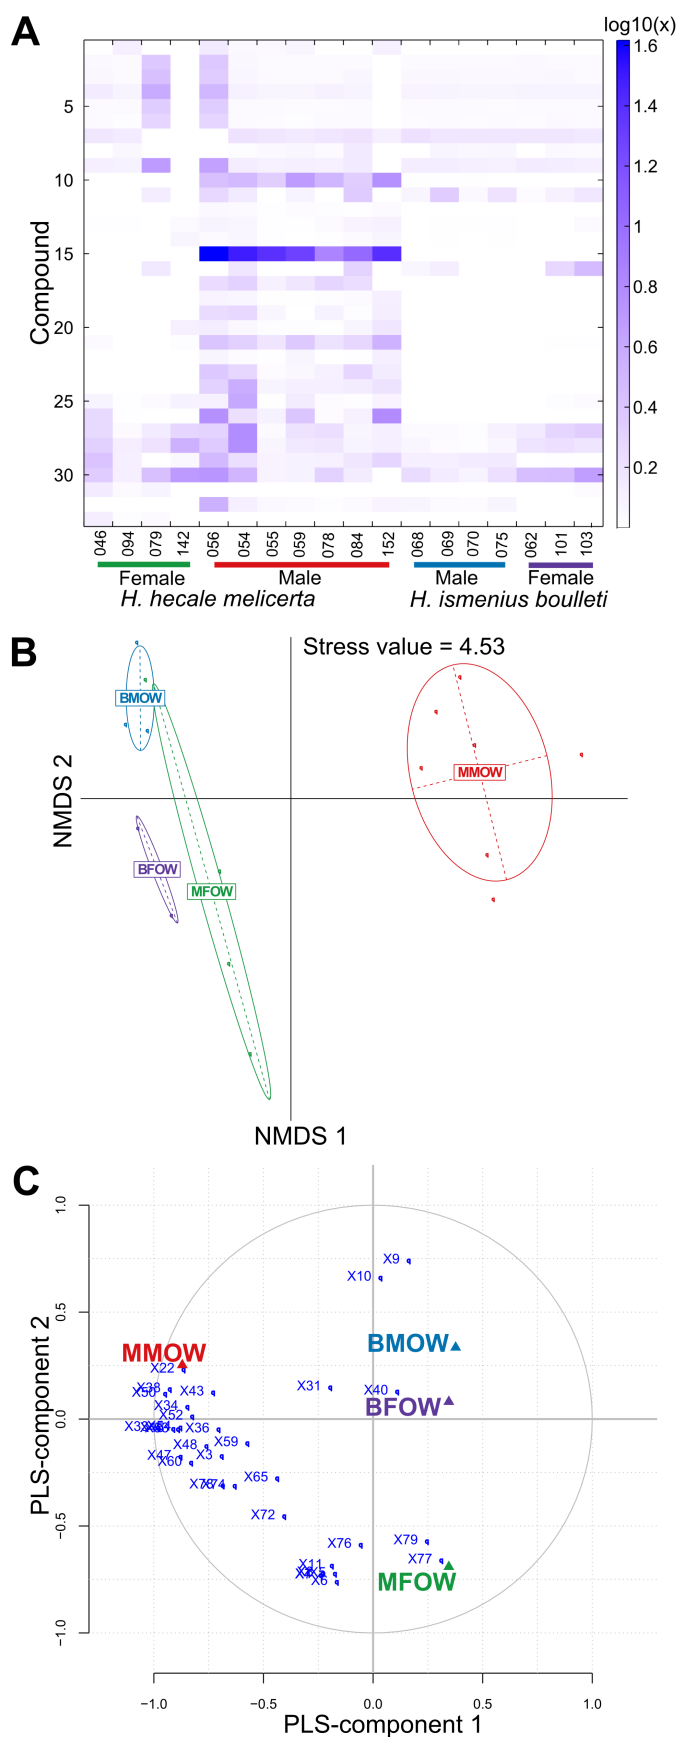 A
log10(x)
1.6
1.4
1.2
1
0.8
0.6
0.4
0.2
5
10
15
20
25
30
Compound
046 094 079 142 056 054 055 059 078 084 152 068 069 070 075 062 101 103
Female Male Male Female
H. hecale melicerta H. ismenius boulleti
B
Stress value = 4.53
BMOW
MMOW
BFOW
MFOW
NMDS 2
NMDS 1
C
1.0
0.5
0.0
−0.5
−1.0
PLS-component 2
X9
X10
BMOW
MMOW
X22
X38
X50
X43
X31
X40
BFOW
X34
X52
X36
X59
X48
X47
X3
X60
X65
X74
X72
X76
X79
X11
X77
X6
MFOW
−1.0 −0.5 0.0 0.5 1.0
PLS-component 1